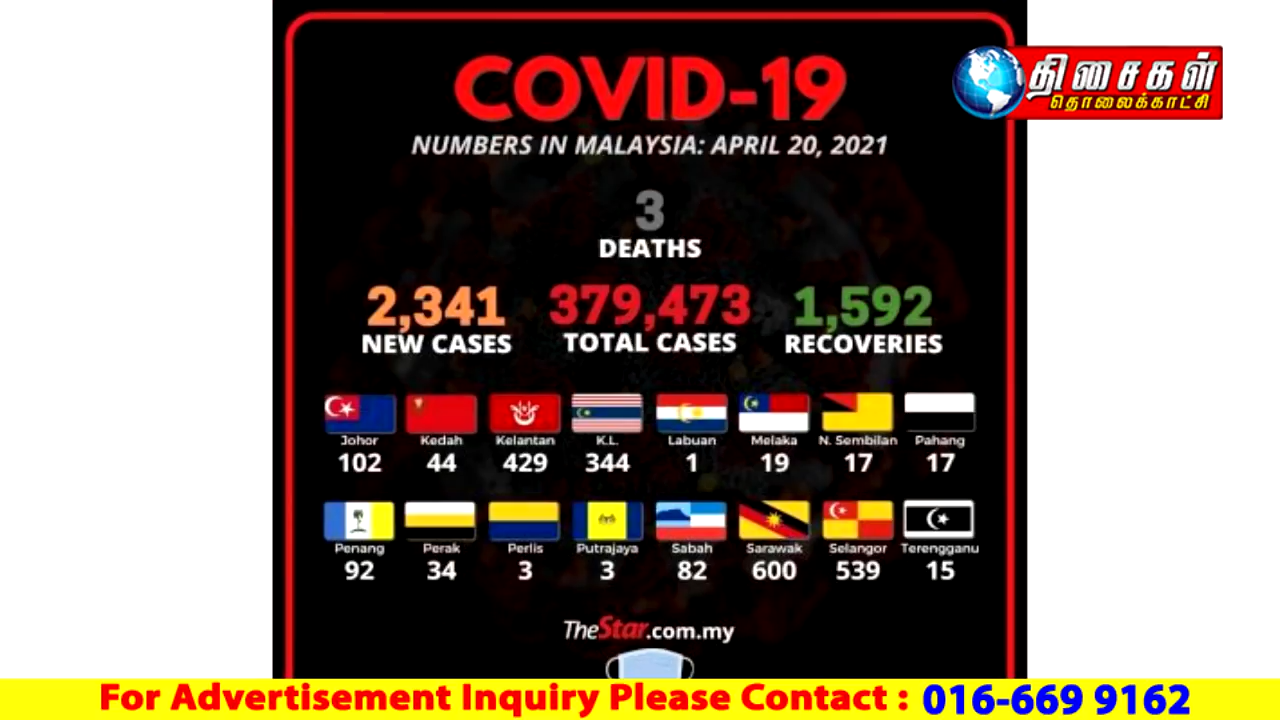 COVID-19
NUMBERS IN MALAYSIA: APRIL 20, 2021
திசைகள்
தொலைக்காட்சி
3
DEATHS
2,341 379,473 1,592
NEW CASES TOTAL CASES RECOVERIES
Johor Kedah Kelantan K.L. Labuan Melaka N. Sembilan Pahang
102 44 429 344 1 19 17 17
Penang Perak Perlis Putrajaya Sabah Sarawak Selangor Terengganu
92 34 3 3 82 600 539 15
TheStar.com.my
For Advertisement Inquiry Please Contact : 016-669 9162